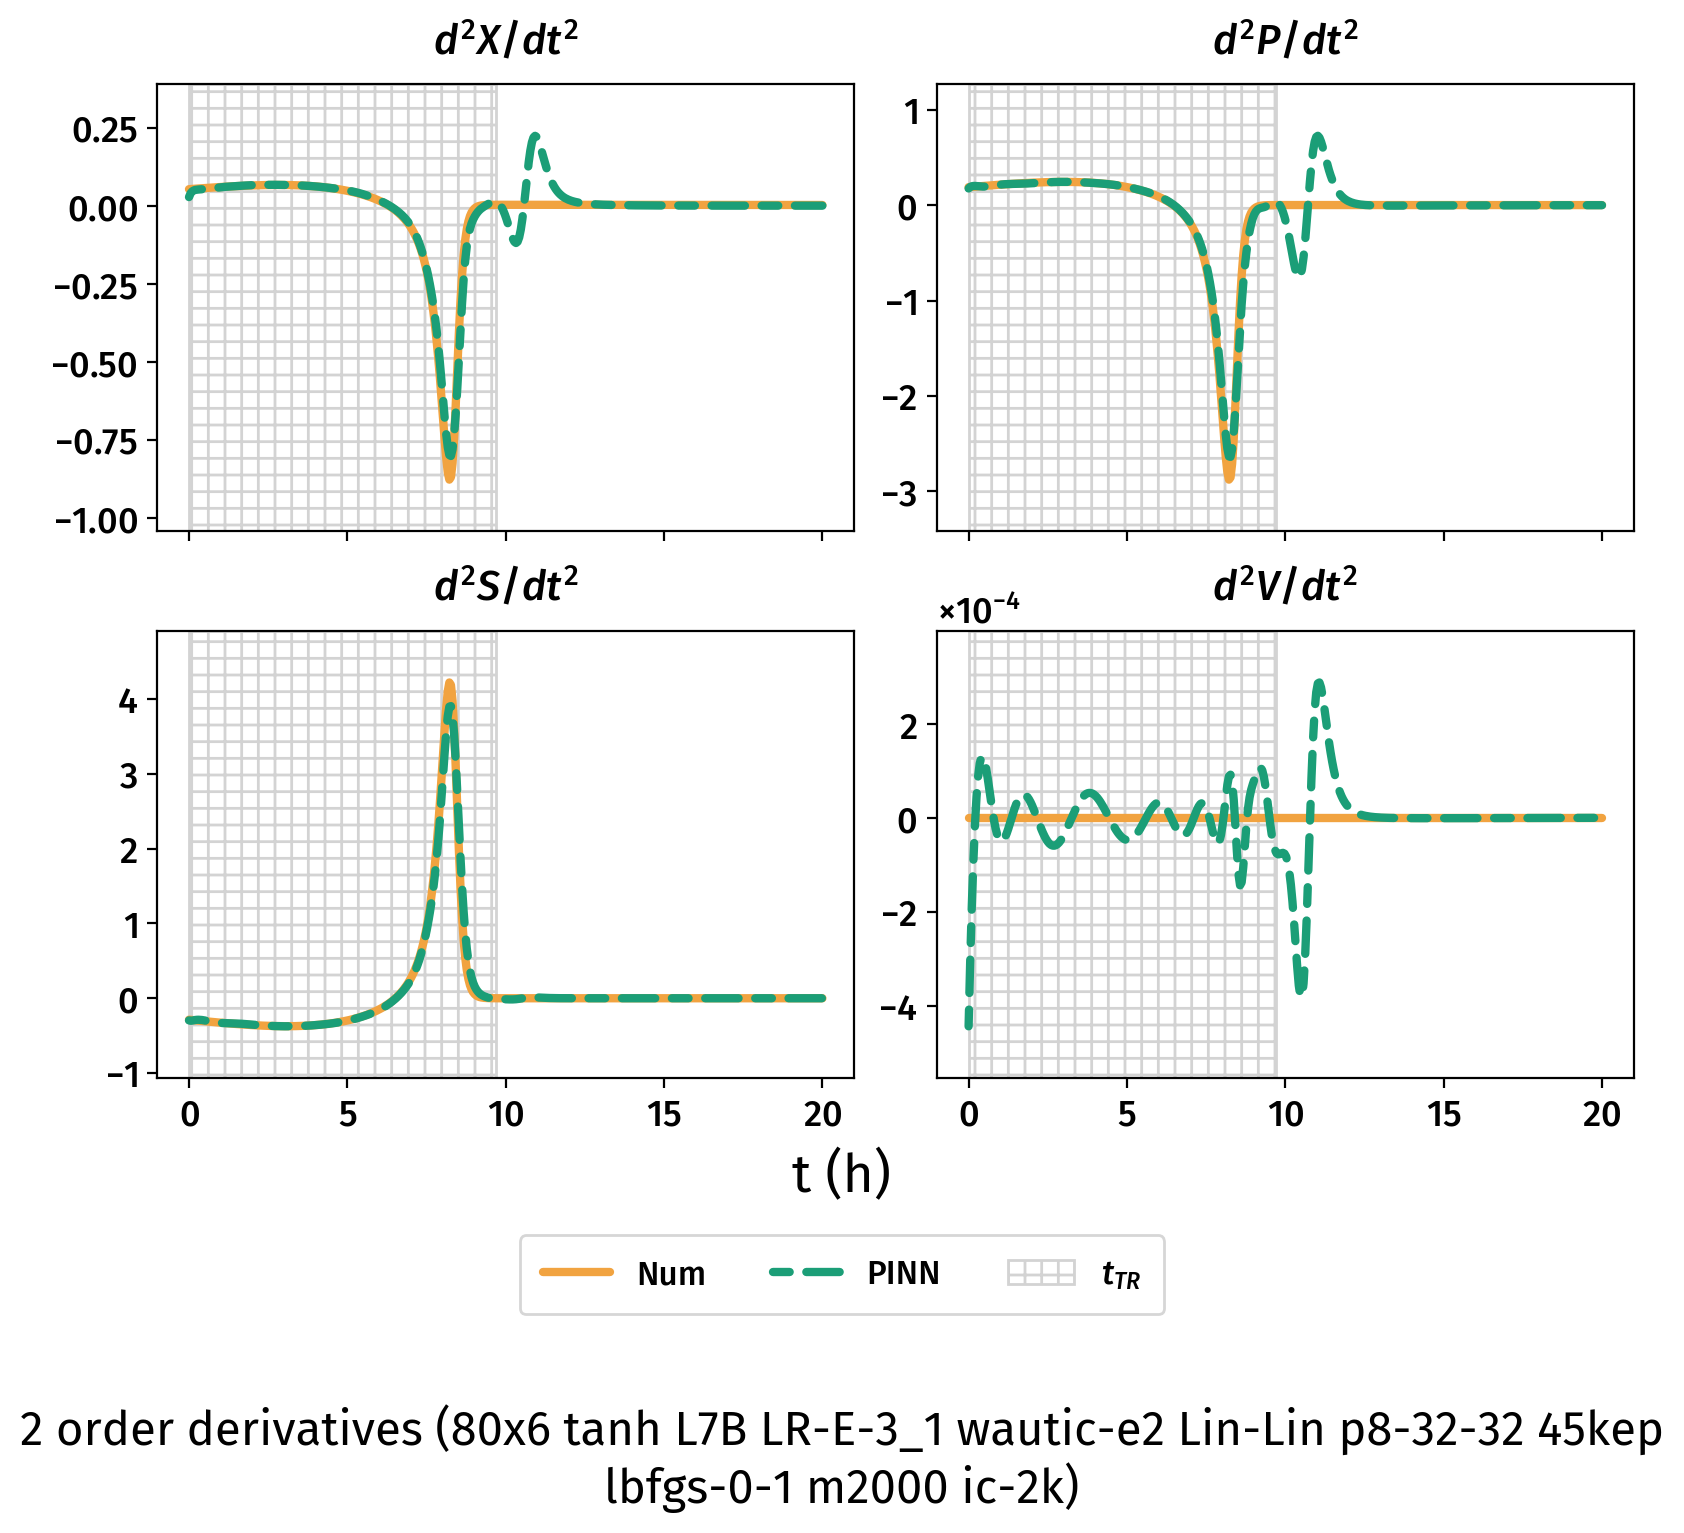 d²X/dt²
d²P/dt²
0.25
0.00
−0.25
−0.50
−0.75
−1.00
1
0
−1
−2
−3
d²S/dt²
d²V/dt²
×10⁻⁴
4
3
2
1
0
−1
2
0
−2
−4
0 5 10 15 20
0 5 10 15 20
t (h)
Num PINN t_TR
2 order derivatives (80x6 tanh L7B LR-E-3_1 wautic-e2 Lin-Lin p8-32-32 45kep
lbfgs-0-1 m2000 ic-2k)